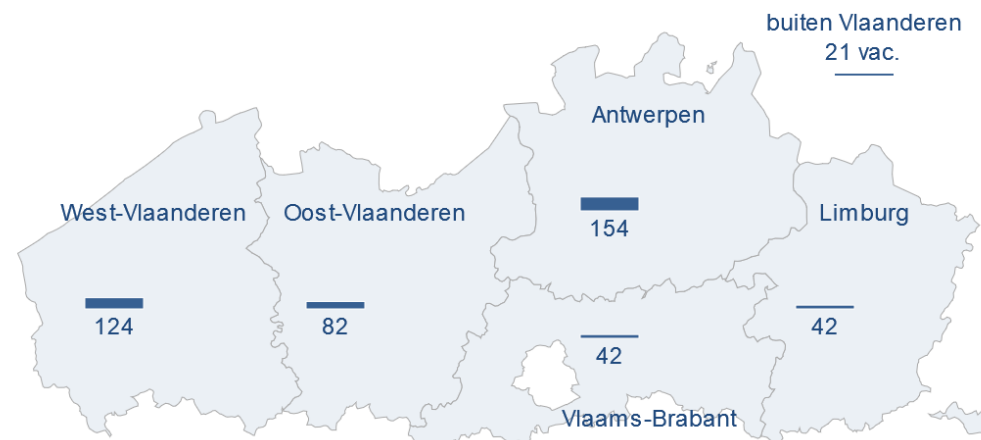 buiten Vlaanderen
21 vac.
Antwerpen
154
West-Vlaanderen
124
Oost-Vlaanderen
82
Limburg
42
42
Vlaams-Brabant